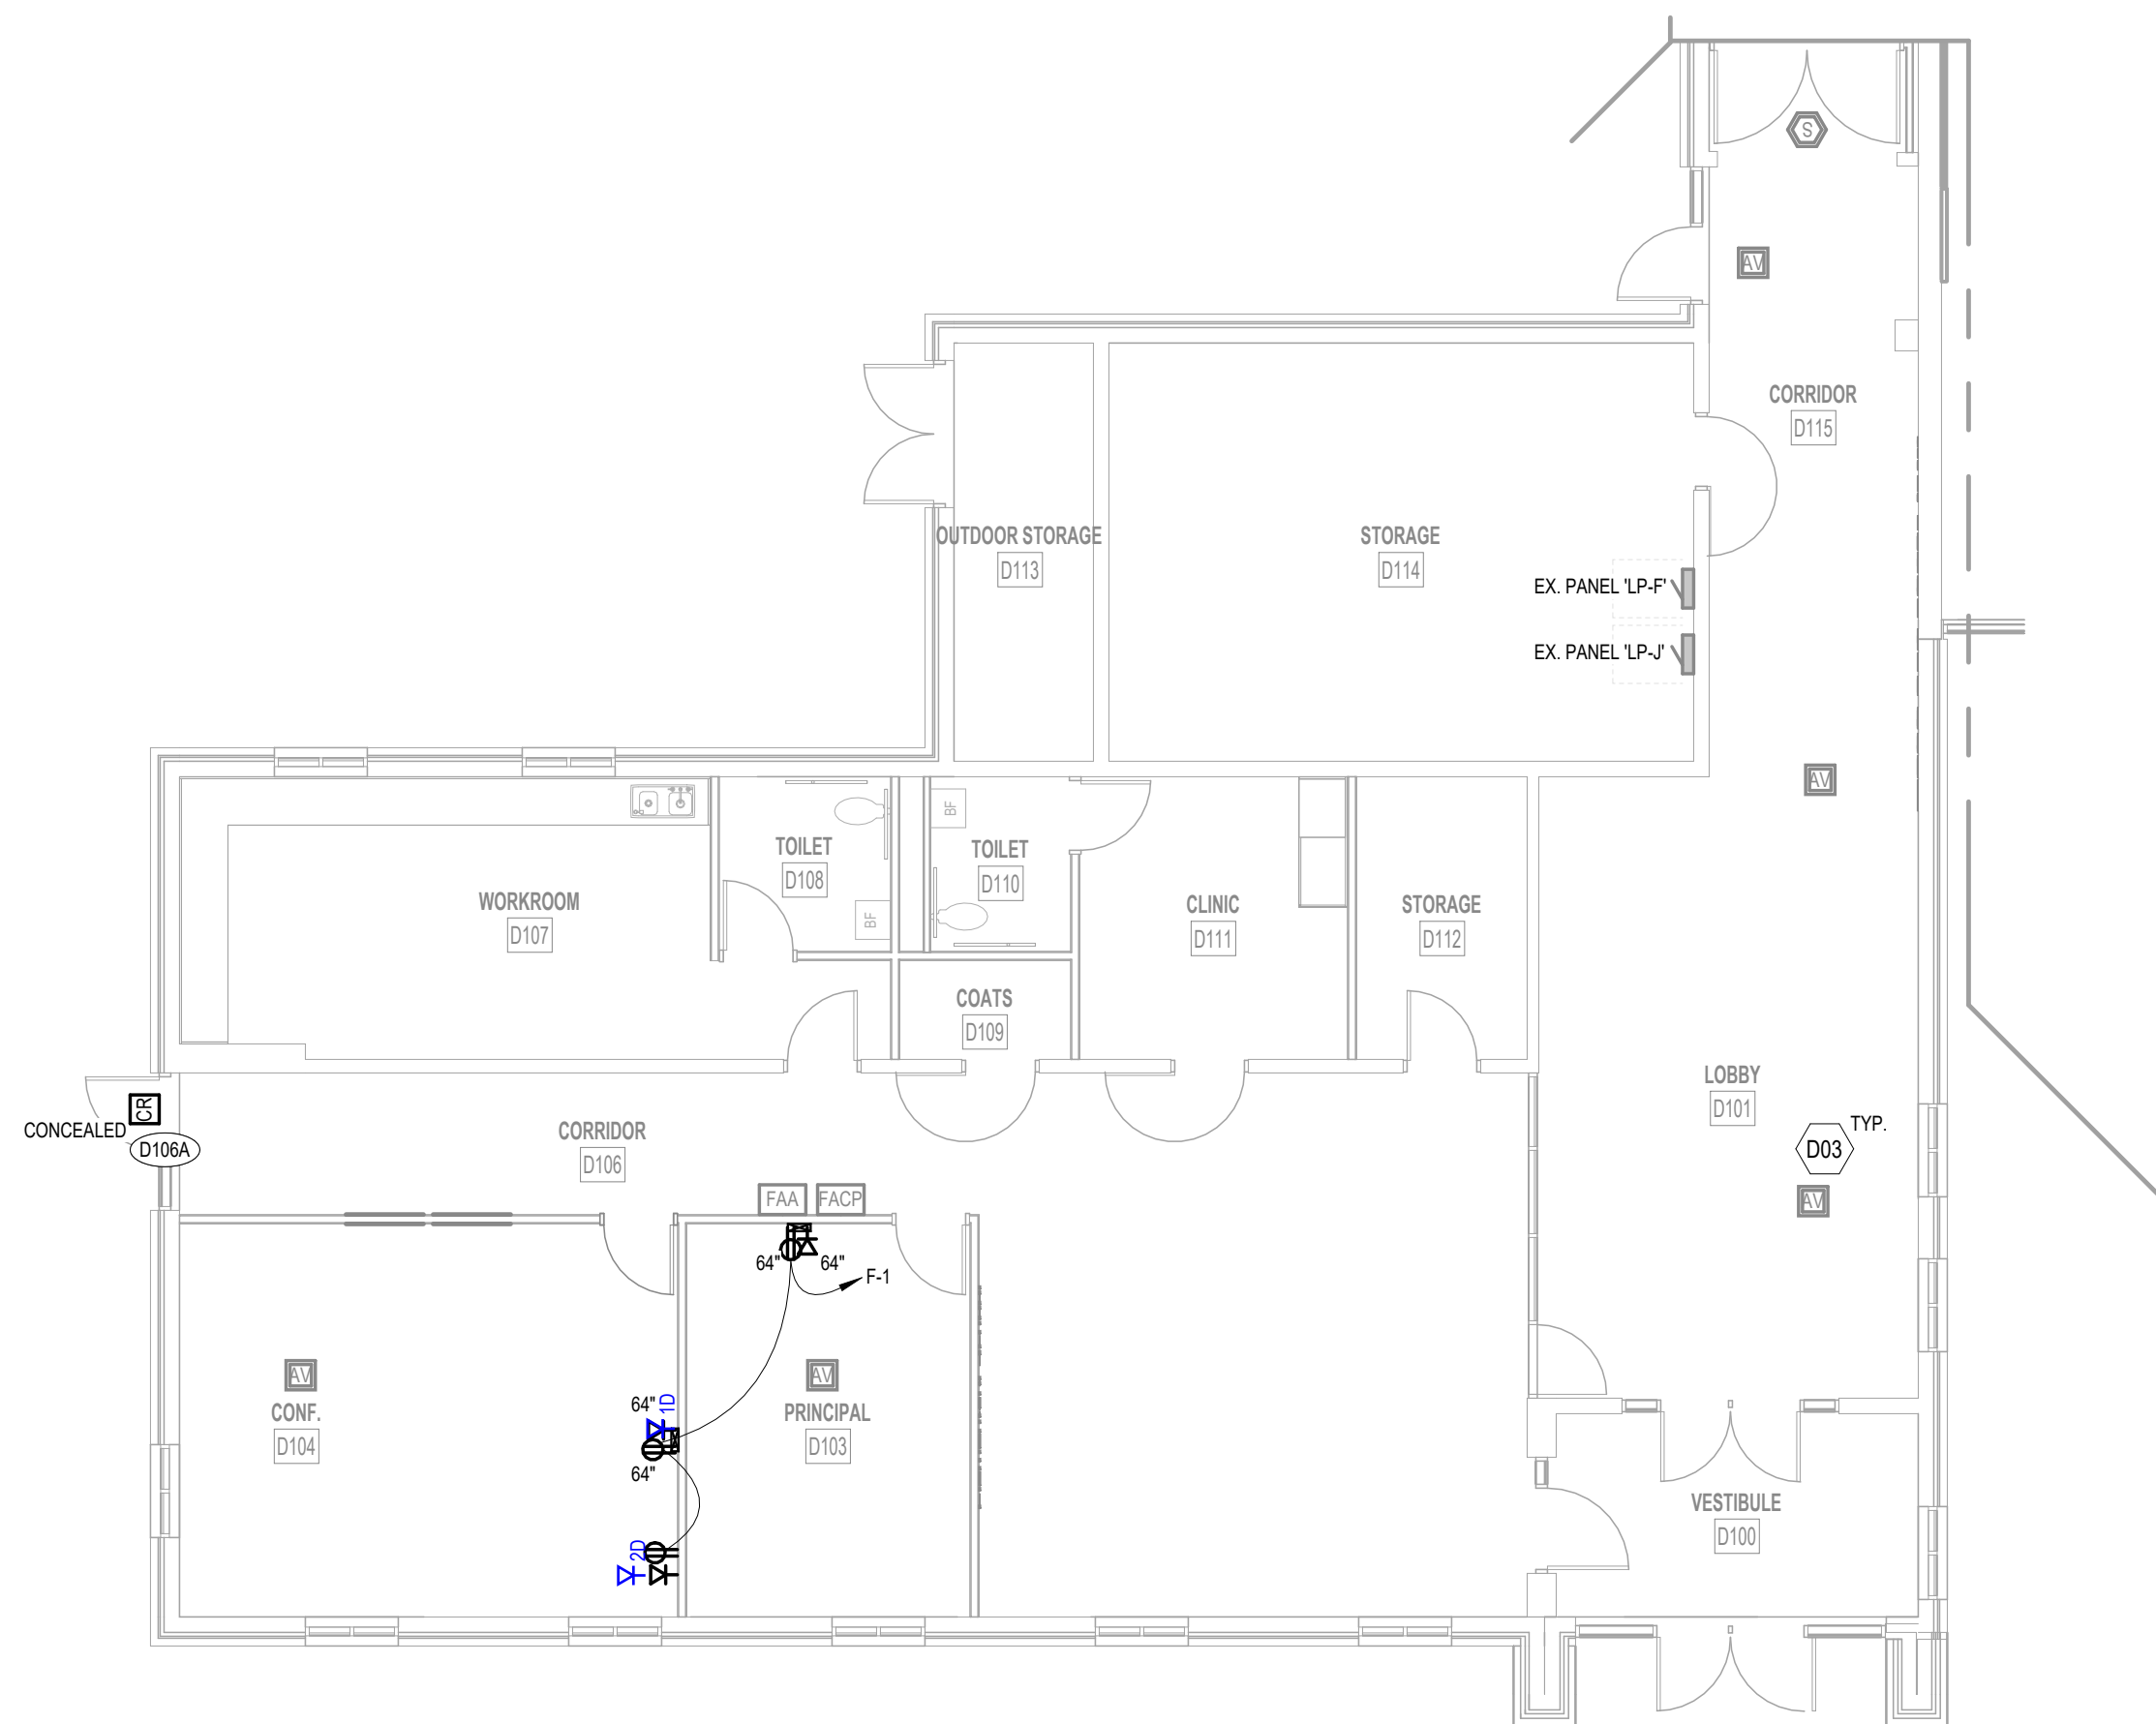 S
AV
CORRIDOR
D115
OUTDOOR STORAGE
D113
STORAGE
D114
EX. PANEL 'LP-F'
EX. PANEL 'LP-J'
AV
BF
TOILET
D108
TOILET
D110
BF
WORKROOM
D107
CLINIC
D111
STORAGE
D112
COATS
D109
LOBBY
D101
CR
CONCEALED
D106A
CORRIDOR
D106
TYP.
D03
FAA
FACP
AV
64"
64"
F-1
AV
AV
64"
1D
CONF.
D104
PRINCIPAL
D103
64"
VESTIBULE
D100
2D